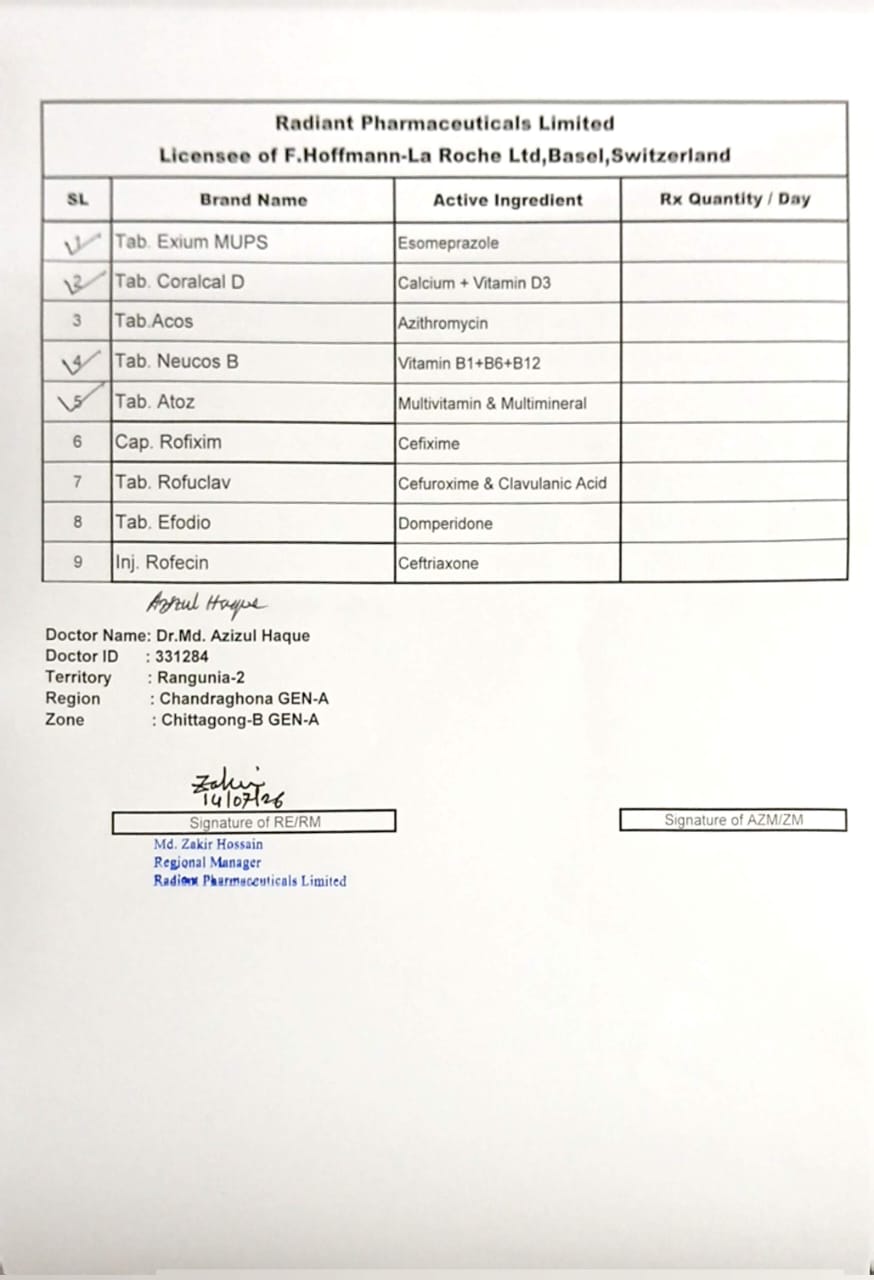 Radiant Pharmaceuticals Limited
Licensee of F.Hoffmann-La Roche Ltd,Basel,Switzerland
SL Brand Name Active Ingredient Rx Quantity / Day
1 Tab. Exium MUPS Esomeprazole
2 Tab. Coralcal D Calcium + Vitamin D3
3 Tab.Acos Azithromycin
4 Tab. Neucos B Vitamin B1+B6+B12
5 Tab. Atoz Multivitamin & Multimineral
6 Cap. Rofixim Cefixime
7 Tab. Rofuclav Cefuroxime & Clavulanic Acid
8 Tab. Efodio Domperidone
9 Inj. Rofecin Ceftriaxone
Azizul Haque
Doctor Name: Dr.Md. Azizul Haque
Doctor ID : 331284
Territory : Rangunia-2
Region : Chandraghona GEN-A
Zone : Chittagong-B GEN-A
Zakir
14/07/26
Signature of RE/RM Signature of AZM/ZM
Md. Zakir Hossain
Regional Manager
Radiant Pharmaceuticals Limited